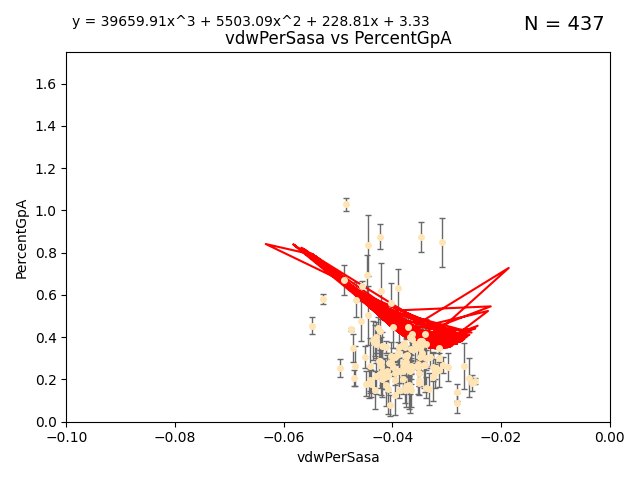 y = 39659.91x^3 + 5503.09x^2 + 228.81x + 3.33
N = 437
vdwPerSasa vs PercentGpA
1.6
1.4
1.2
1.0
0.8
0.6
0.4
0.2
0.0
PercentGpA
−0.10 −0.08 −0.06 −0.04 −0.02 0.00
vdwPerSasa